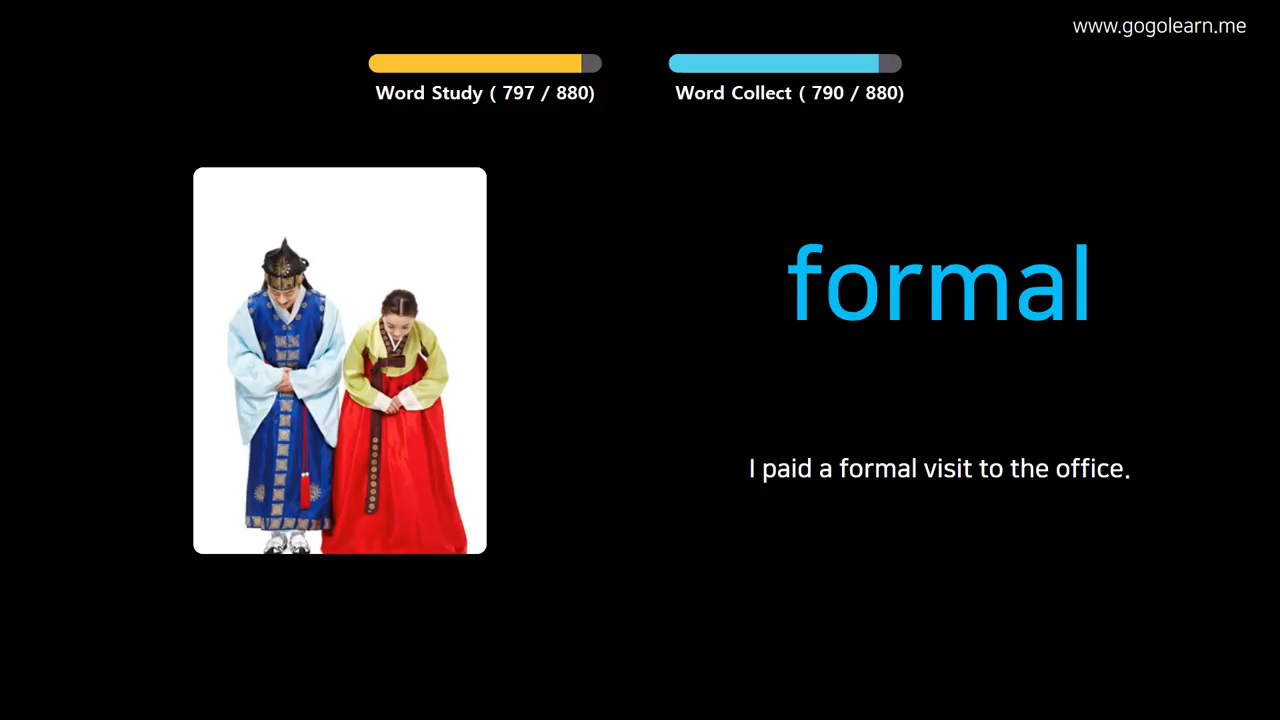 www.gogolearn.me
Word Study ( 797 / 880)
Word Collect ( 790 / 880)
formal
I paid a formal visit to the office.